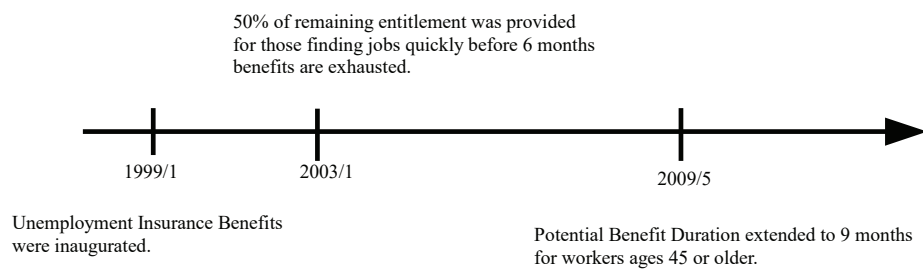 50% of remaining entitlement was provided
for those finding jobs quickly before 6 months
benefits are exhausted.
1999/1
2003/1
2009/5
Unemployment Insurance Benefits
were inaugurated.
Potential Benefit Duration extended to 9 months
for workers ages 45 or older.